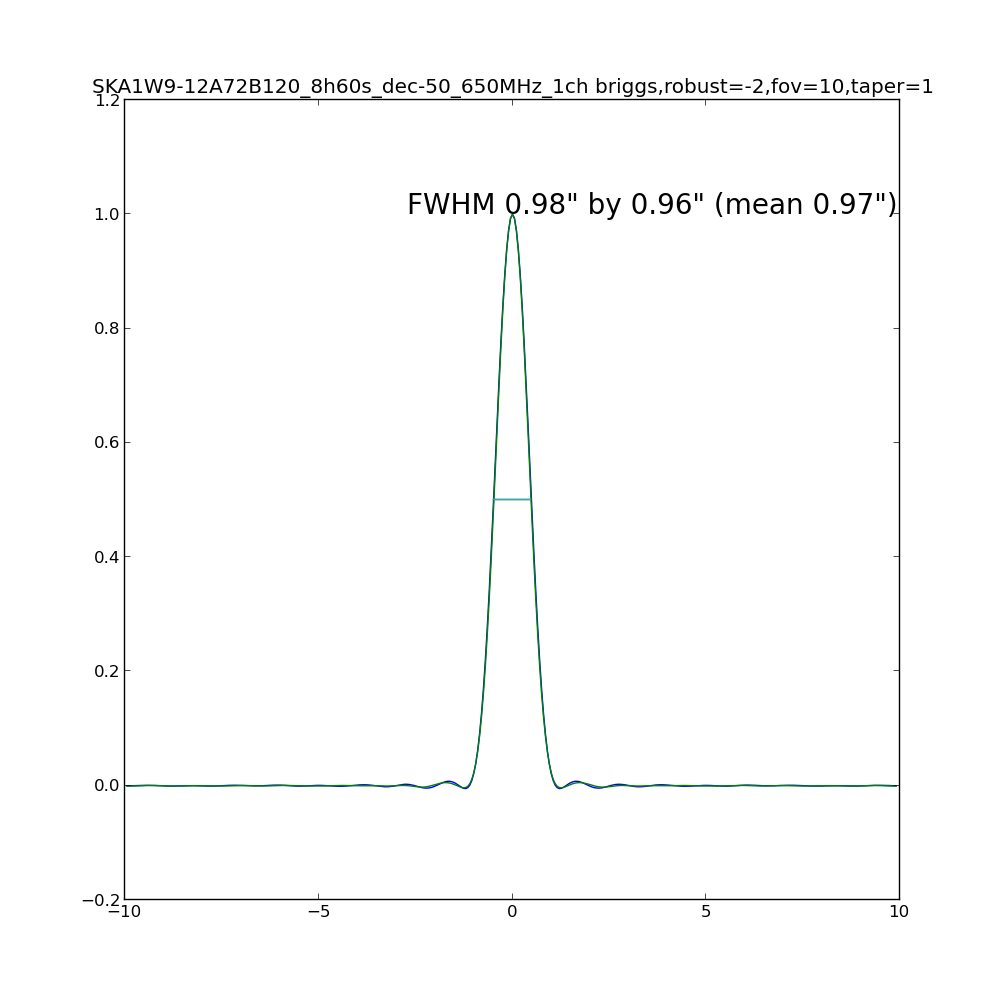 SKA1W9-12A72B120_8h60s_dec-50_650MHz_1ch briggs,robust=-2,fov=10,taper=1
1.2
FWHM 0.98" by 0.96" (mean 0.97")
1.0
0.8
0.6
0.4
0.2
0.0
−0.2
−10 −5 0 5 10